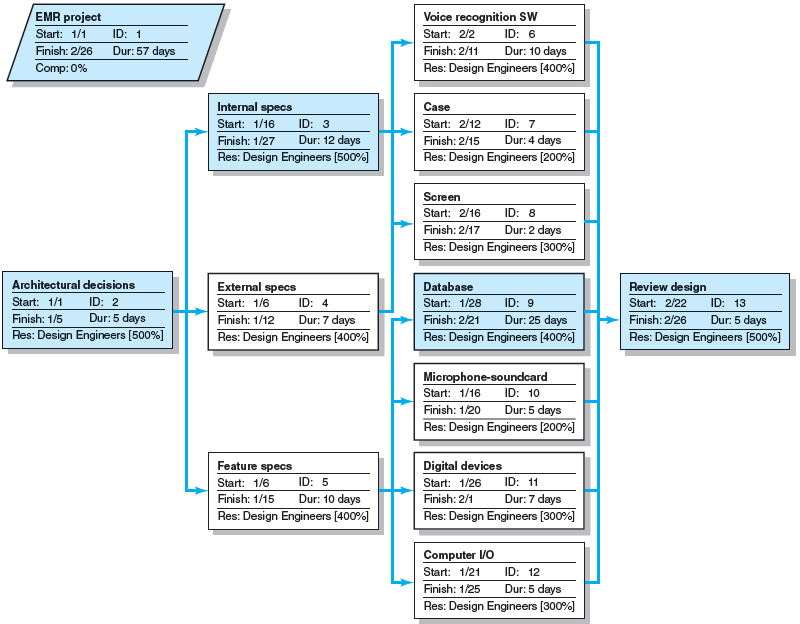 EMR project
Start: 1/1 ID: 1
Finish: 2/26 Dur: 57 days
Comp: 0%
Voice recognition SW
Start: 2/2 ID: 6
Finish: 2/11 Dur: 10 days
Res: Design Engineers [400%]
Internal specs
Start: 1/16 ID: 3
Finish: 1/27 Dur: 12 days
Res: Design Engineers [500%]
Case
Start: 2/12 ID: 7
Finish: 2/15 Dur: 4 days
Res: Design Engineers [200%]
Screen
Start: 2/16 ID: 8
Finish: 2/17 Dur: 2 days
Res: Design Engineers [300%]
Architectural decisions
Start: 1/1 ID: 2
Finish: 1/5 Dur: 5 days
Res: Design Engineers [500%]
External specs
Start: 1/6 ID: 4
Finish: 1/12 Dur: 7 days
Res: Design Engineers [400%]
Database
Start: 1/28 ID: 9
Finish: 2/21 Dur: 25 days
Res: Design Engineers [400%]
Review design
Start: 2/22 ID: 13
Finish: 2/26 Dur: 5 days
Res: Design Engineers [500%]
Microphone-soundcard
Start: 1/16 ID: 10
Finish: 1/20 Dur: 5 days
Res: Design Engineers [200%]
Feature specs
Start: 1/6 ID: 5
Finish: 1/15 Dur: 10 days
Res: Design Engineers [400%]
Digital devices
Start: 1/26 ID: 11
Finish: 2/1 Dur: 7 days
Res: Design Engineers [300%]
Computer I/O
Start: 1/21 ID: 12
Finish: 1/25 Dur: 5 days
Res: Design Engineers [300%]